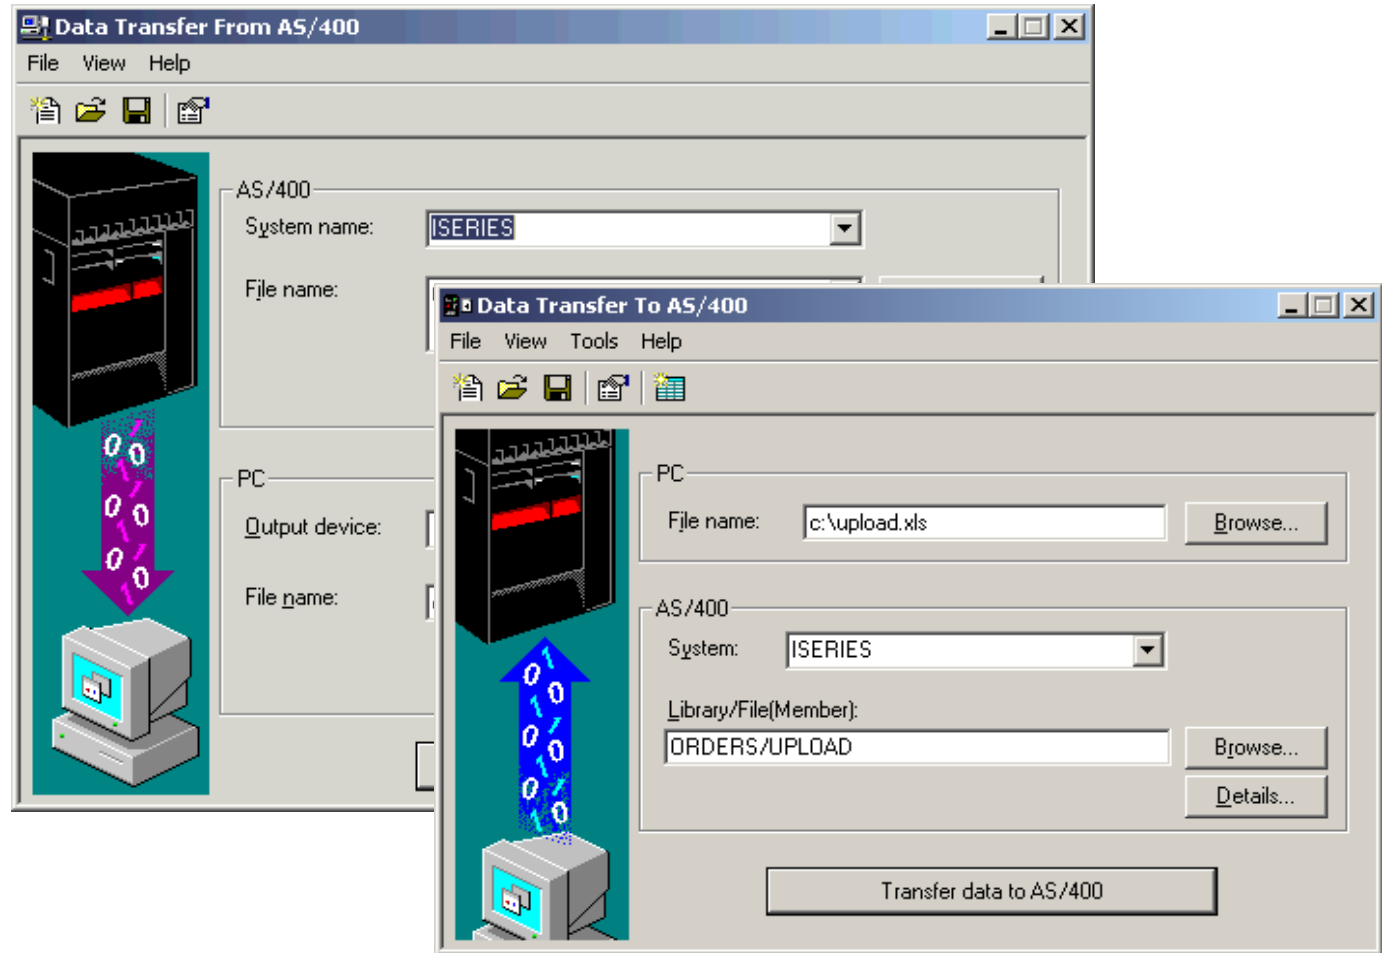 Data Transfer From AS/400
File View Help
AS/400
System name: ISERIES
File name:
PC
Output device:
File name:
Data Transfer To AS/400
File View Tools Help
PC
File name: c:\upload.xls Browse...
AS/400
System: ISERIES
Library/File(Member):
ORDERS/UPLOAD Browse...
Details...
Transfer data to AS/400